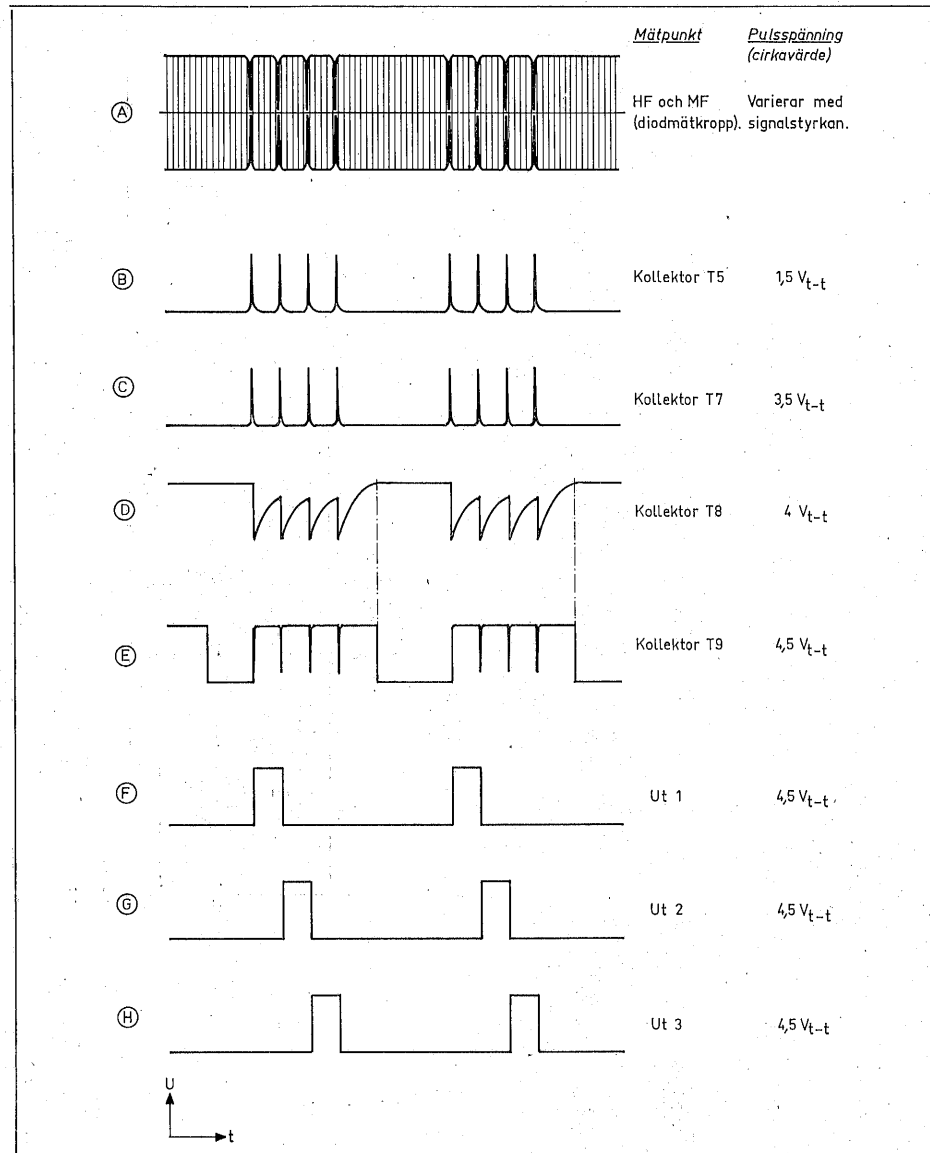 Mätpunkt Pulsspänning
(cirkavärde)
A HF och MF Varierar med
(diodmätkropp). signalstyrkan.
B Kollektor T5 1,5 Vt-t
C Kollektor T7 3,5 Vt-t
D Kollektor T8 4 Vt-t
E Kollektor T9 4,5 Vt-t
F Ut 1 4,5 Vt-t
G Ut 2 4,5 Vt-t
H Ut 3 4,5 Vt-t
U
t